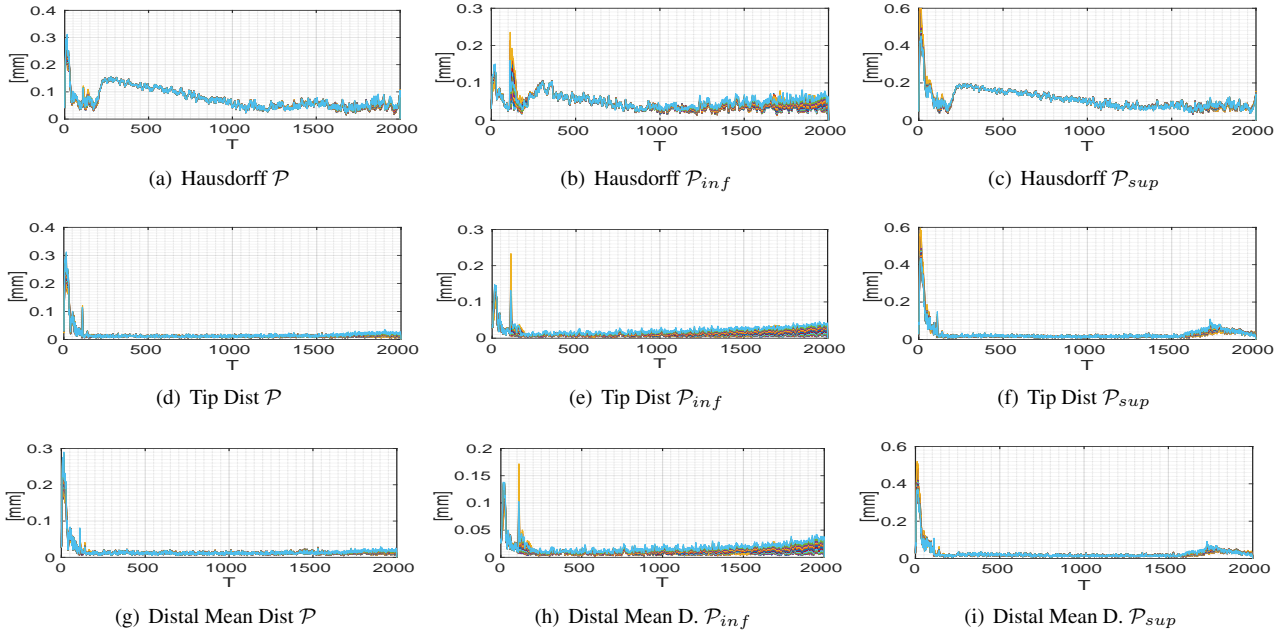 0.4
0.3
0.2
0.1
0
[mm]
0 500 1000 1500 2000
T
(a) Hausdorff 𝒫
0.3
0.2
0.1
0
[mm]
0 500 1000 1500 2000
T
(b) Hausdorff 𝒫inf
0.6
0.4
0.2
0
[mm]
0 500 1000 1500 2000
T
(c) Hausdorff 𝒫sup
0.4
0.3
0.2
0.1
0
[mm]
0 500 1000 1500 2000
T
(d) Tip Dist 𝒫
0.3
0.2
0.1
0
[mm]
0 500 1000 1500 2000
T
(e) Tip Dist 𝒫inf
0.6
0.4
0.2
0
[mm]
0 500 1000 1500 2000
T
(f) Tip Dist 𝒫sup
0.3
0.2
0.1
0
[mm]
0 500 1000 1500 2000
T
(g) Distal Mean Dist 𝒫
0.2
0.15
0.1
0.05
0
[mm]
0 500 1000 1500 2000
T
(h) Distal Mean D. 𝒫inf
0.6
0.4
0.2
0
[mm]
0 500 1000 1500 2000
T
(i) Distal Mean D. 𝒫sup